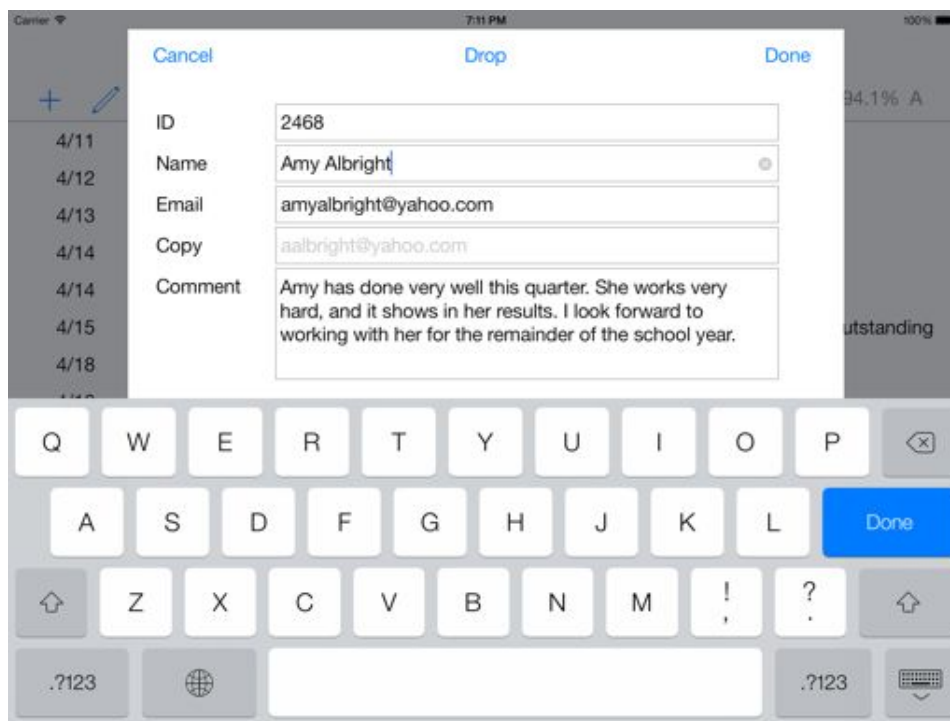 Carrier 7:11 PM 100%
Cancel Drop Done
94.1% A
ID 2468
4/11
Name Amy Albright
4/12
Email amyalbright@yahoo.com
4/13
Copy aalbright@yahoo.com
4/14
Comment Amy has done very well this quarter. She works very
4/14
hard, and it shows in her results. I look forward to
4/15
working with her for the remainder of the school year.
utstanding
4/18
Q W E R T Y U I O P
A S D F G H J K L Done
Z X C V B N M ! , ? .
.?123 .?123